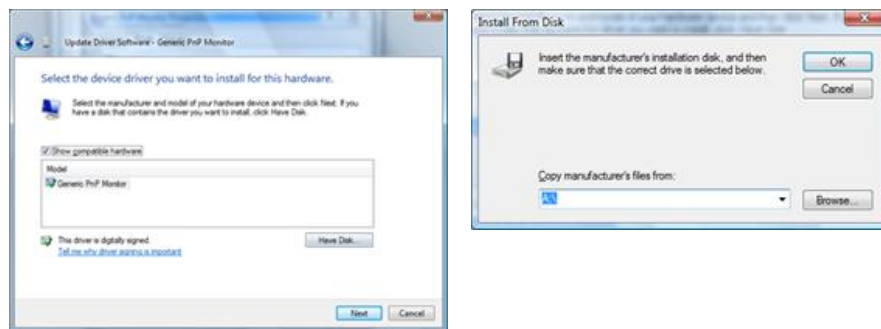 Update Driver Software - Generic PnP Monitor
Select the device driver you want to install for this hardware.
Select the manufacturer and model of your hardware device and then click Next. If you
have a disk that contains the driver you want to install, click Have Disk.
Show compatible hardware
Model
Generic PnP Monitor
This driver is digitally signed.
Tell me why driver signing is important
Have Disk...
Next
Cancel
Install From Disk
Insert the manufacturer's installation disk, and then
make sure that the correct drive is selected below.
OK
Cancel
Copy manufacturer's files from:
A:\
Browse...